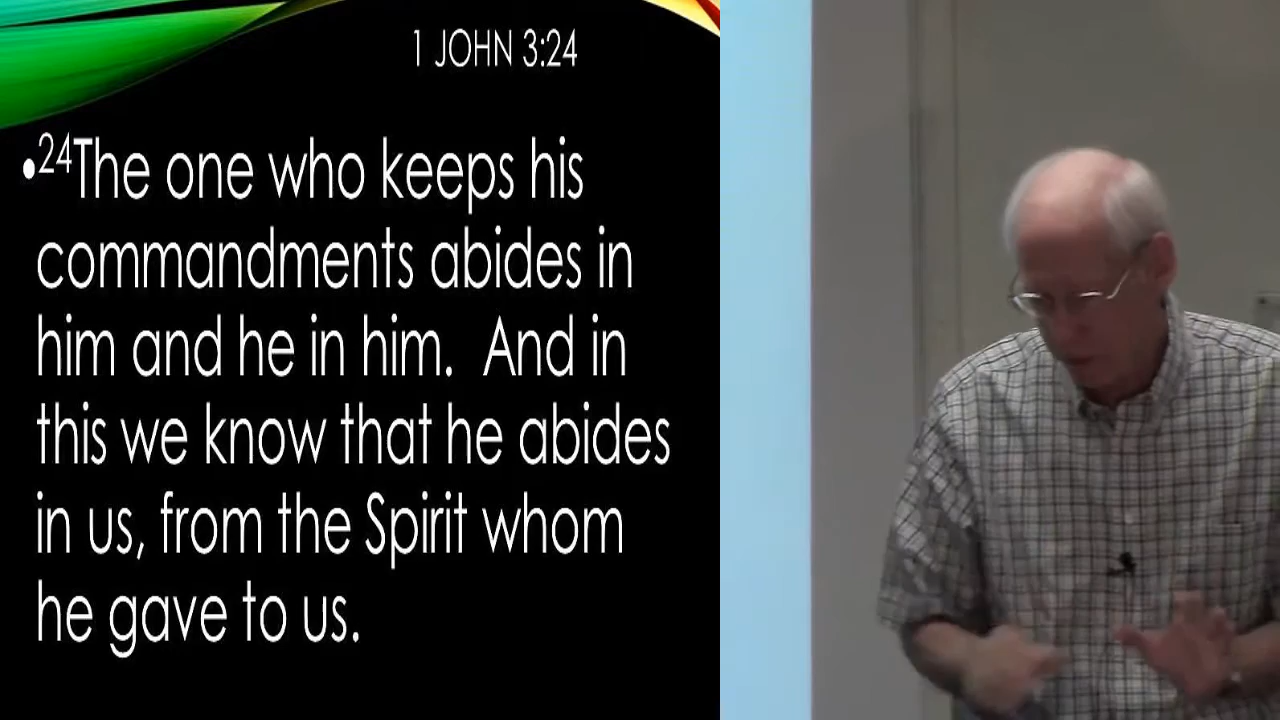 1 JOHN 3:24
•24The one who keeps his
commandments abides in
him and he in him.  And in
this we know that he abides
in us, from the Spirit whom
he gave to us.